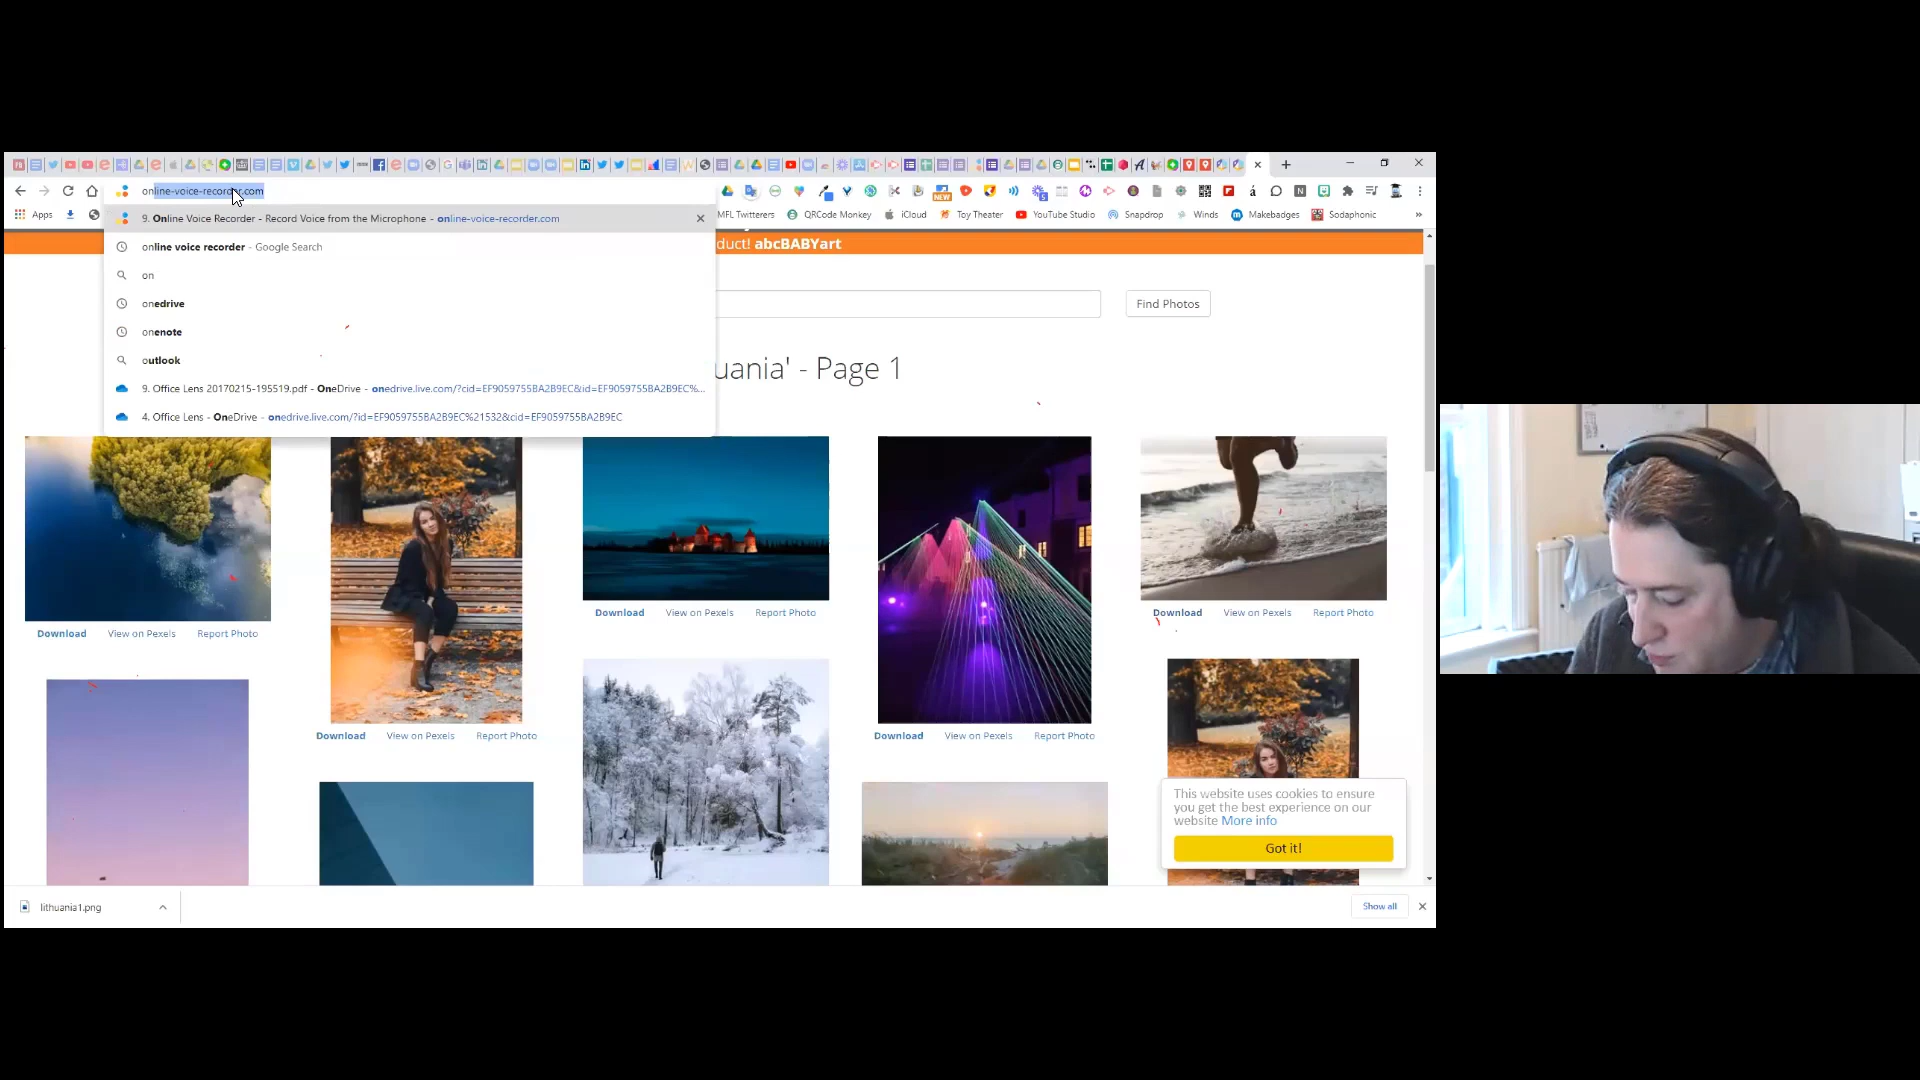 online-voice-recorder.com
9. Online Voice Recorder - Record Voice from the Microphone - online-voice-recorder.com
online voice recorder - Google Search
on
onedrive
onenote
outlook
9. Office Lens 20170215-195519.pdf - OneDrive - onedrive.live.com/?cid=EF9059755BA2B9EC&id=EF9059755BA2B9EC%...
4. Office Lens - OneDrive - onedrive.live.com/?id=EF9059755BA2B9EC%21532&cid=EF9059755BA2B9EC
NEW
Apps
MFL Twitterers
QRCode Monkey
iCloud
Toy Theater
YouTube Studio
Snapdrop
Winds
Makebadges
Sodaphonic
duct! abcBABYart
Find Photos
uania' - Page 1
Download View on Pexels Report Photo
Download View on Pexels Report Photo
Download View on Pexels Report Photo
Download View on Pexels Report Photo
Download View on Pexels Report Photo
This website uses cookies to ensure
you get the best experience on our
website More info
Got it!
lithuania1.png
Show all